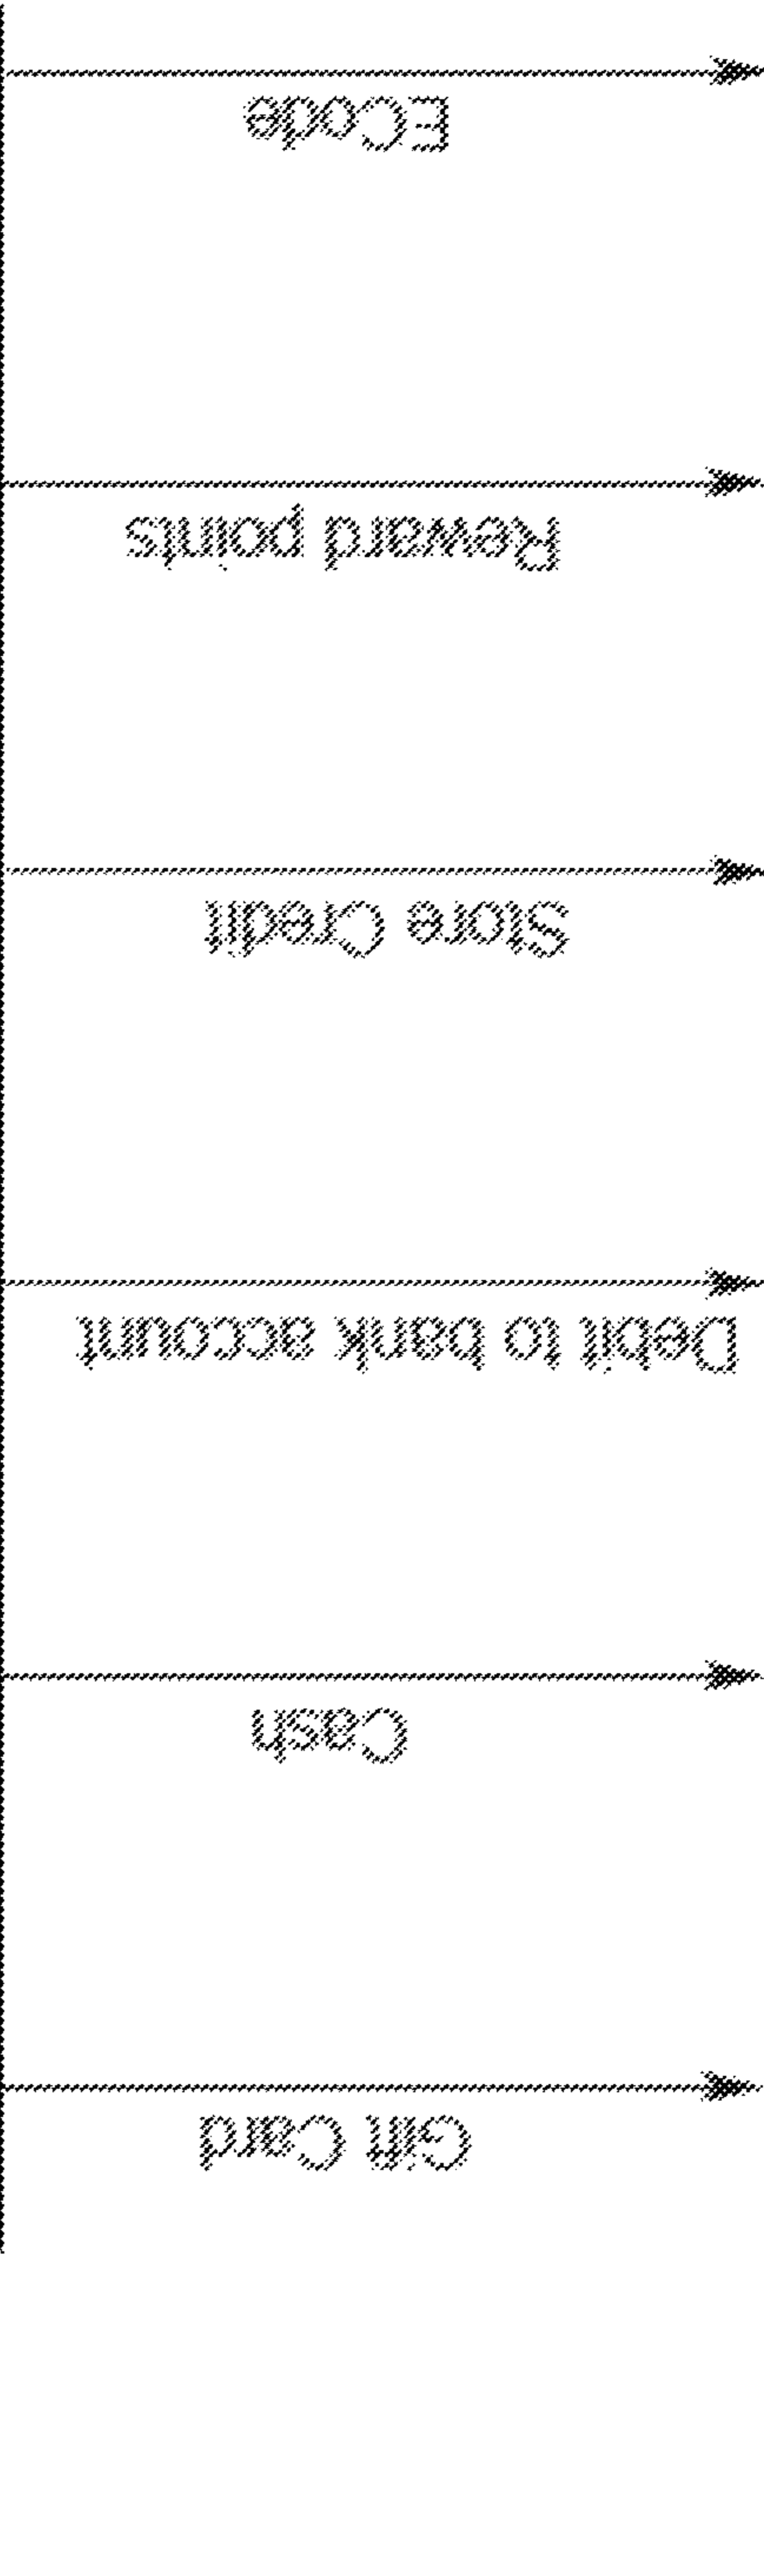 Gift Card
Cash
Debit to bank account
Store Credit
Reward points
ECode